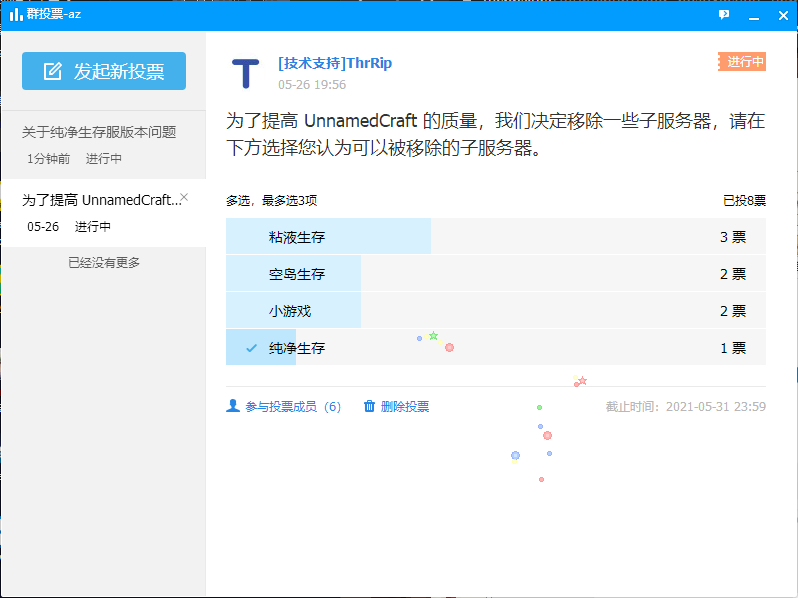 群投票-az
发起新投票
关于纯净生存服版本问题
1分钟前 进行中
为了提高 UnnamedCraft...
05-26 进行中
已经没有更多
T
[技术支持]ThrRip
05-26 19:56
进行中
为了提高 UnnamedCraft 的质量，我们决定移除一些子服务器，请在
下方选择您认为可以被移除的子服务器。
多选，最多选3项 已投8票
粘液生存 3 票
空岛生存 2 票
小游戏 2 票
纯净生存 1 票
参与投票成员（6） 删除投票 截止时间：2021-05-31 23:59